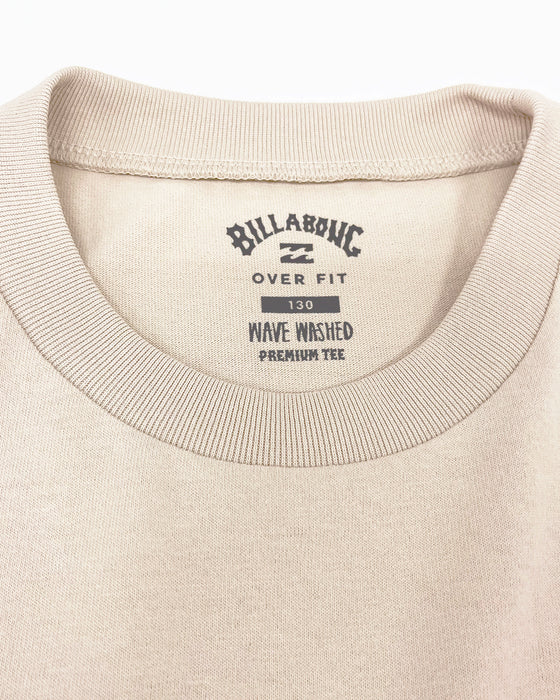 BILLABONG
OVER FIT
130
WAVE WASHED
PREMIUM TEE